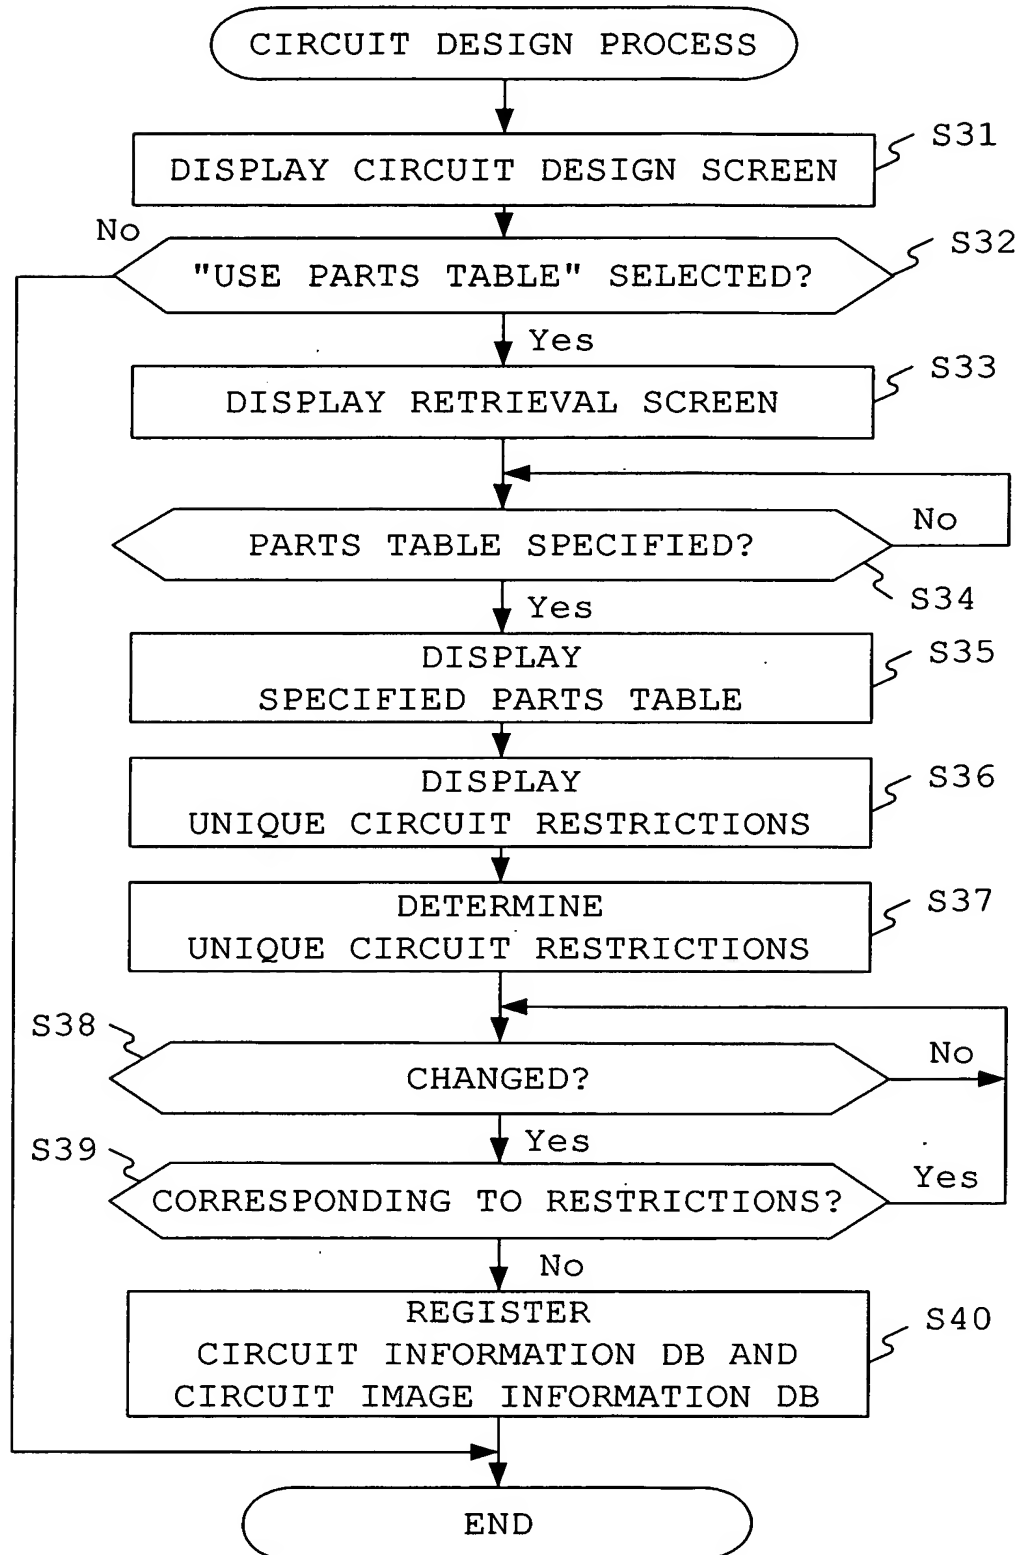 CIRCUIT DESIGN PROCESS
S31
DISPLAY CIRCUIT DESIGN SCREEN
No
S32
"USE PARTS TABLE" SELECTED?
Yes
S33
DISPLAY RETRIEVAL SCREEN
No
PARTS TABLE SPECIFIED?
S34
Yes
S35
DISPLAY
SPECIFIED PARTS TABLE
S36
DISPLAY
UNIQUE CIRCUIT RESTRICTIONS
S37
DETERMINE
UNIQUE CIRCUIT RESTRICTIONS
S38
No
CHANGED?
Yes
S39
Yes
CORRESPONDING TO RESTRICTIONS?
No
REGISTER
S40
CIRCUIT INFORMATION DB AND
CIRCUIT IMAGE INFORMATION DB
END